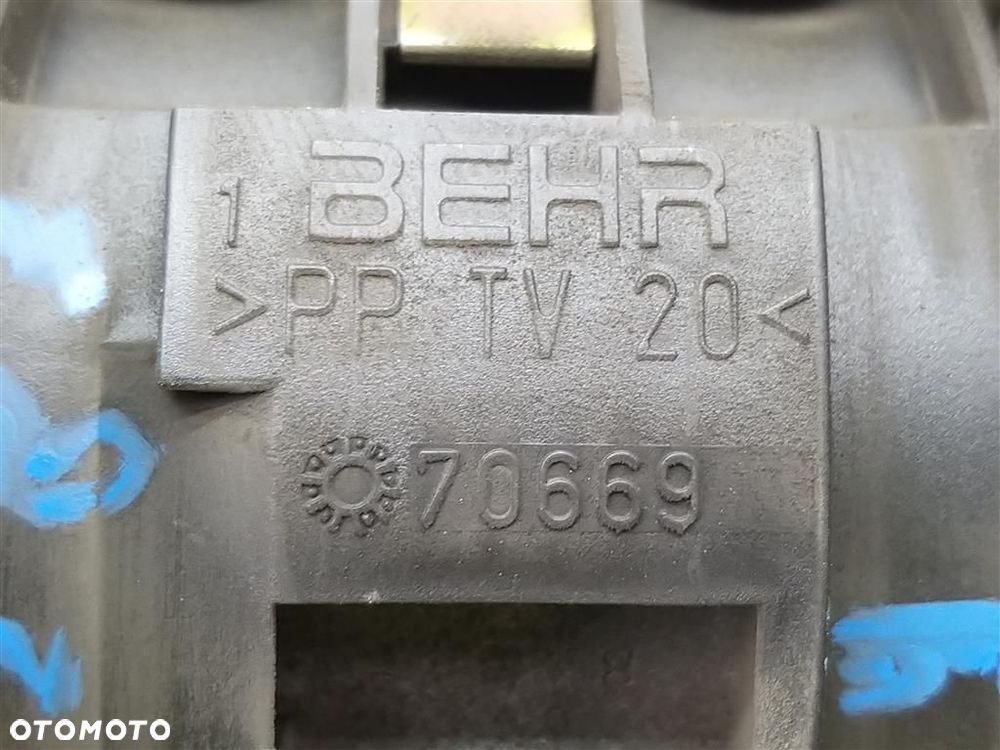 1 BEHR
>PP TV 20<
70669
OTOMOTO